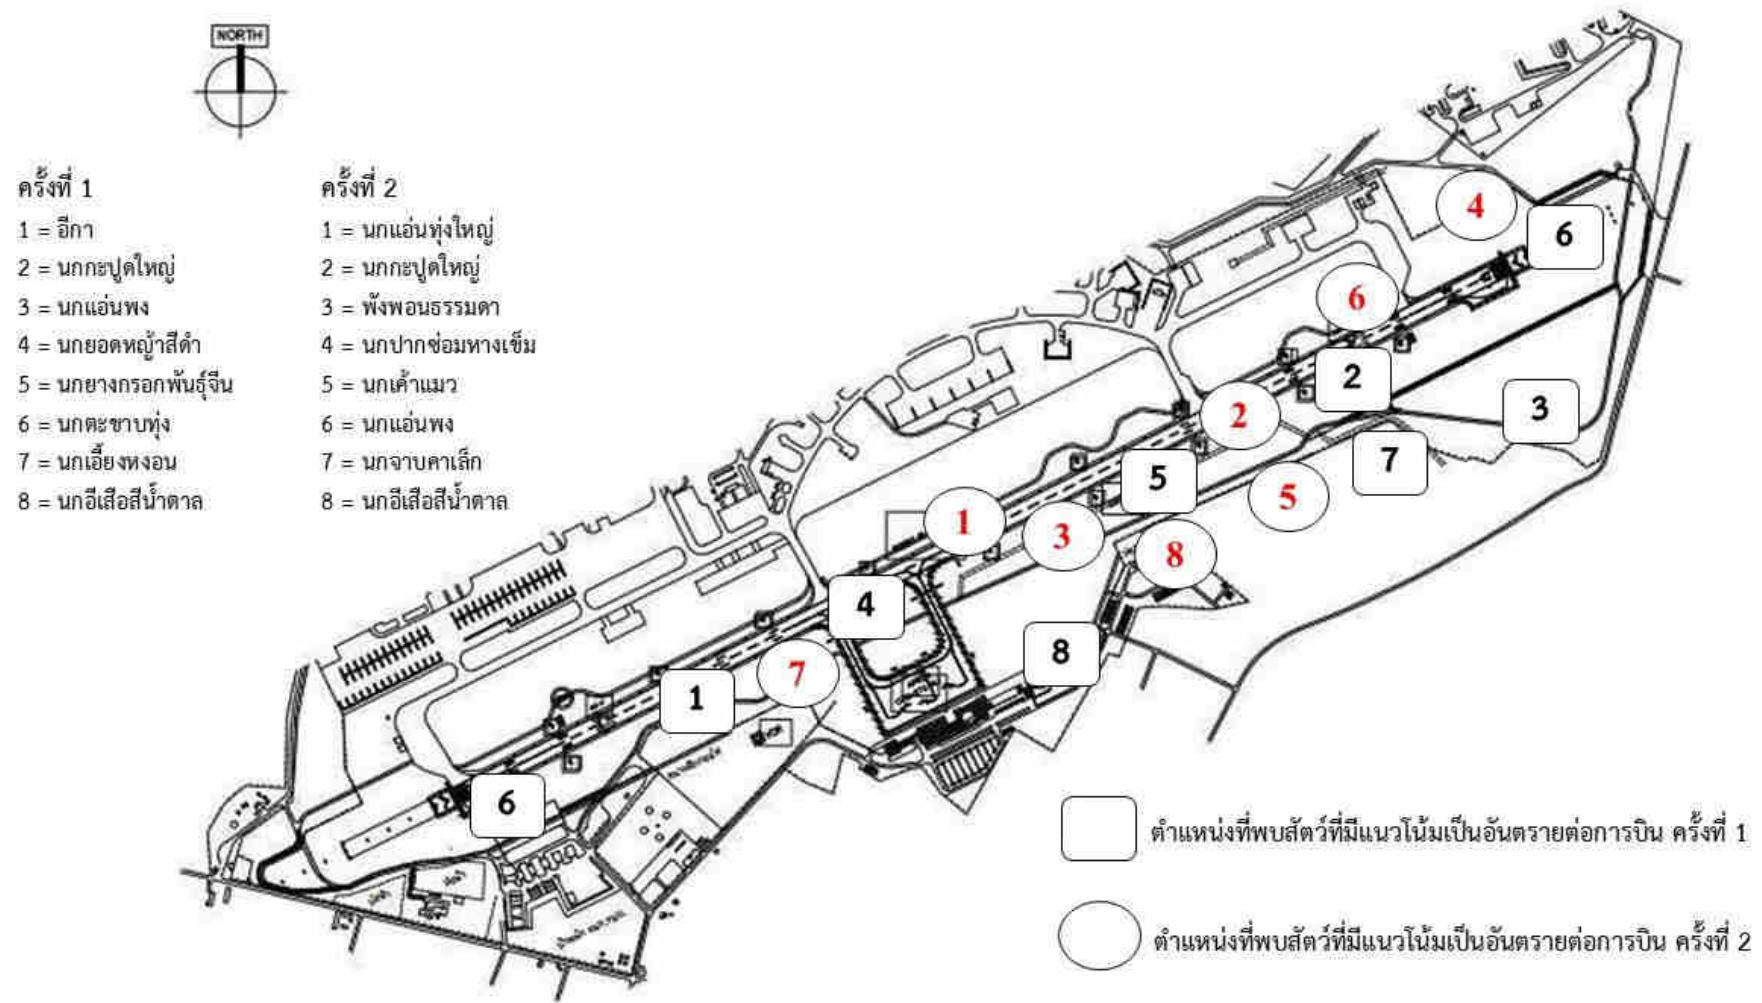 NORTH
ครั้งที่ 1
1 = อีกา
2 = นกกะปูดใหญ่
3 = นกแอ่นพง
4 = นกยอดหญ้าสีดำ
5 = นกยางกรอกพันธุ์จีน
6 = นกตะขาบทุ่ง
7 = นกเอี้ยงหงอน
8 = นกอีเสือสีน้ำตาล
ครั้งที่ 2
1 = นกแอ่นทุ่งใหญ่
2 = นกกะปูดใหญ่
3 = พังพอนธรรมดา
4 = นกปากซ่อมหางเข็ม
5 = นกเค้าแมว
6 = นกแอ่นพง
7 = นกจาบคาเล็ก
8 = นกอีเสือสีน้ำตาล
4
6
6
2
3
2
7
5
5
1
3
8
4
8
7
1
6
ตำแหน่งที่พบสัตว์ที่มีแนวโน้มเป็นอันตรายต่อการบิน ครั้งที่ 1
ตำแหน่งที่พบสัตว์ที่มีแนวโน้มเป็นอันตรายต่อการบิน ครั้งที่ 2